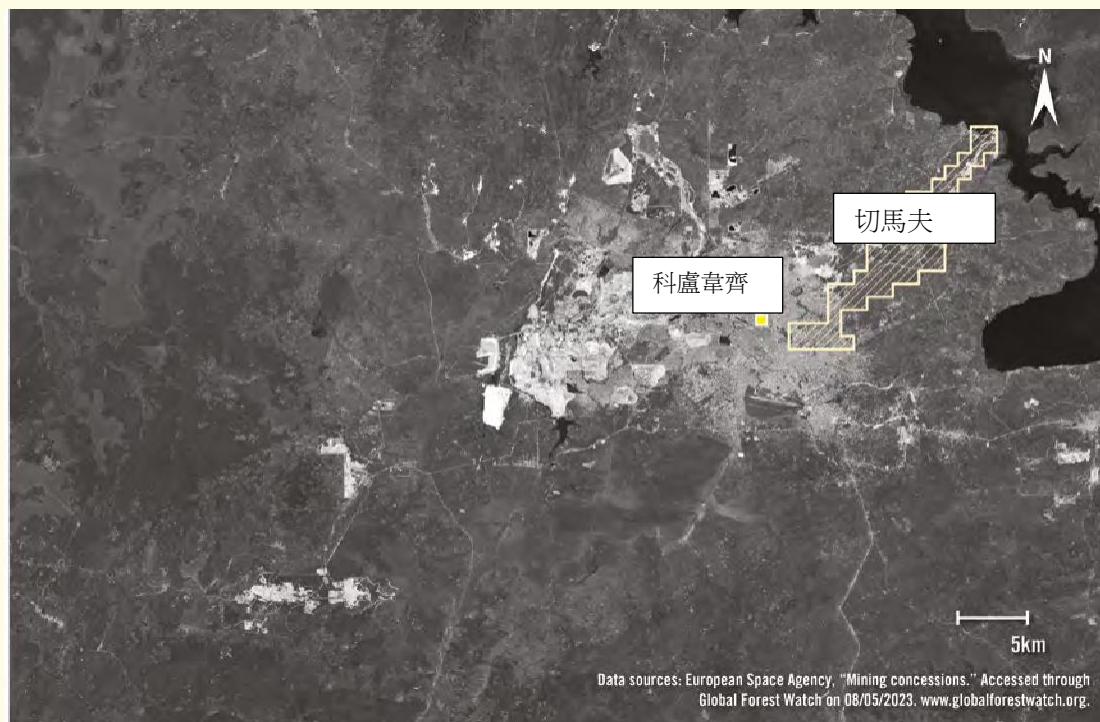 N
切馬夫
科盧韋齊
5km
Data sources: European Space Agency, "Mining concessions." Accessed through
Global Forest Watch on 08/05/2023. www.globalforestwatch.org.